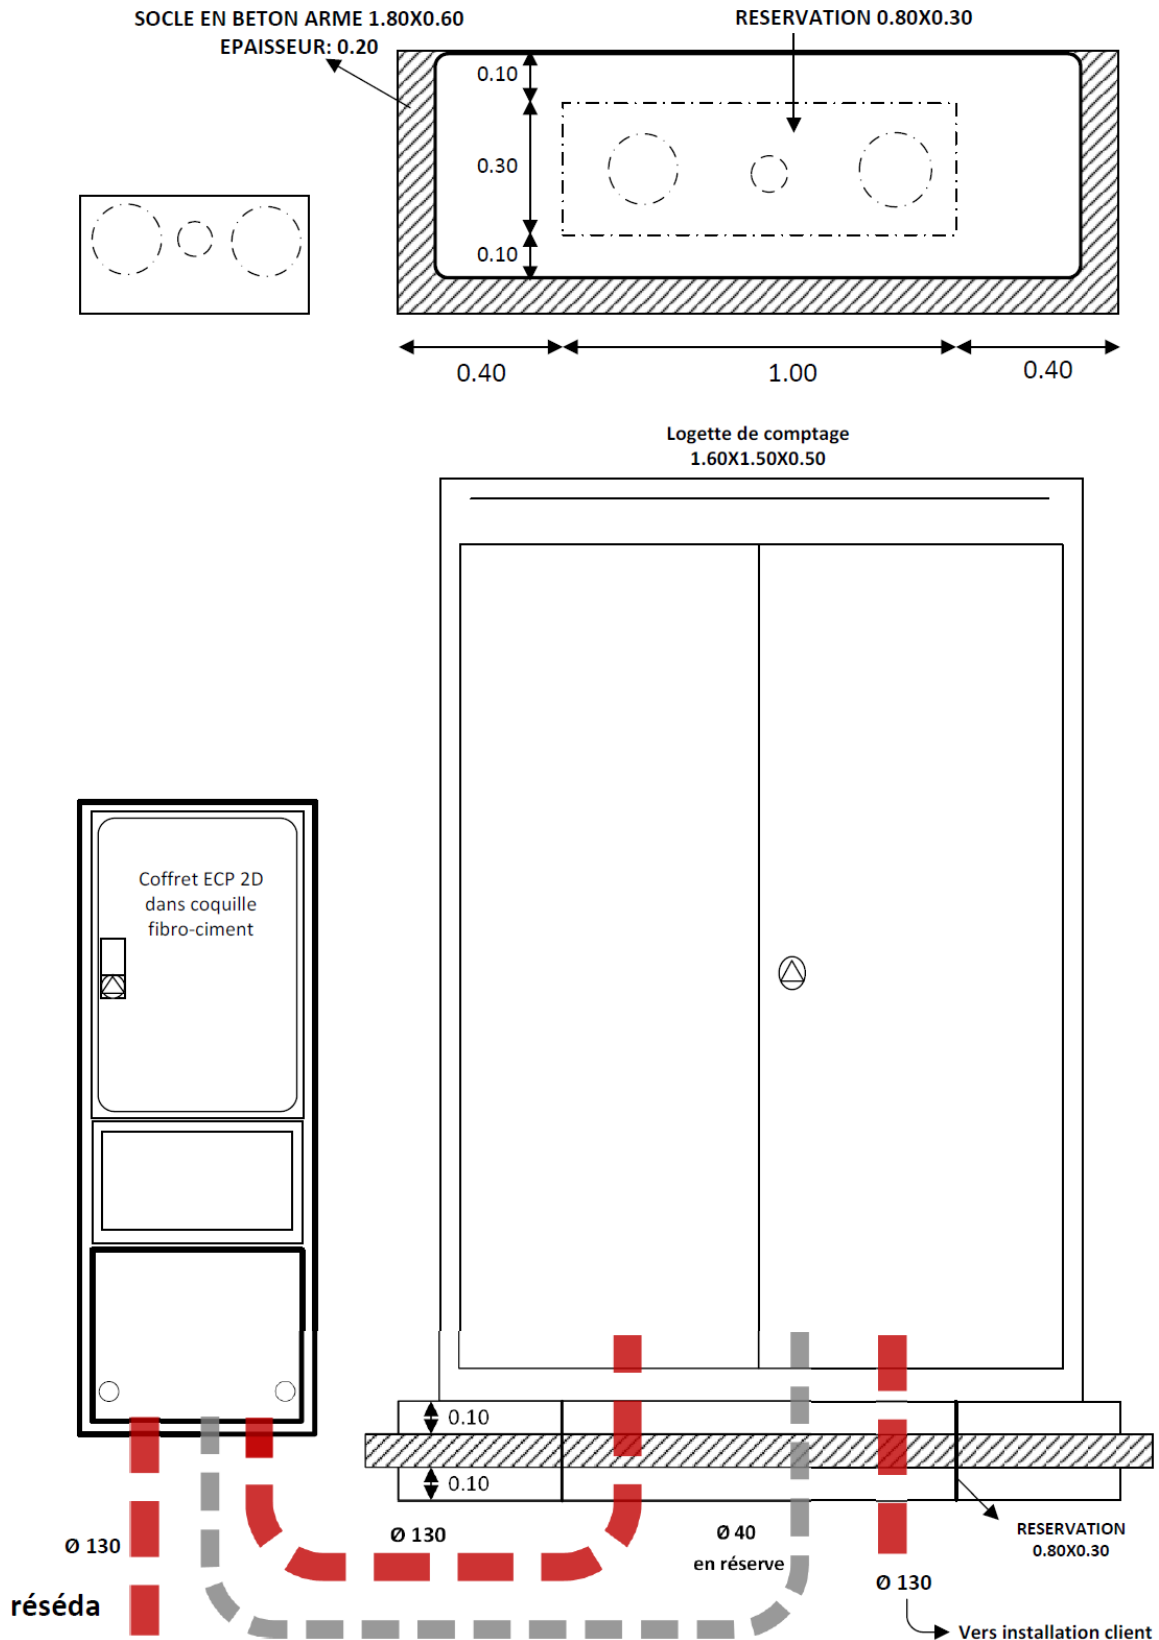 SOCLE EN BETON ARME 1.80X0.60
EPAISSEUR: 0.20
RESERVATION 0.80X0.30
0.10
0.30
0.10
0.40
1.00
0.40
Logette de comptage
1.60X1.50X0.50
Coffret ECP 2D
dans coquille
fibro-ciment
0.10
0.10
Ø 130
Ø 130
Ø 40
en réserve
RESERVATION
0.80X0.30
Ø 130
réséda
Vers installation client